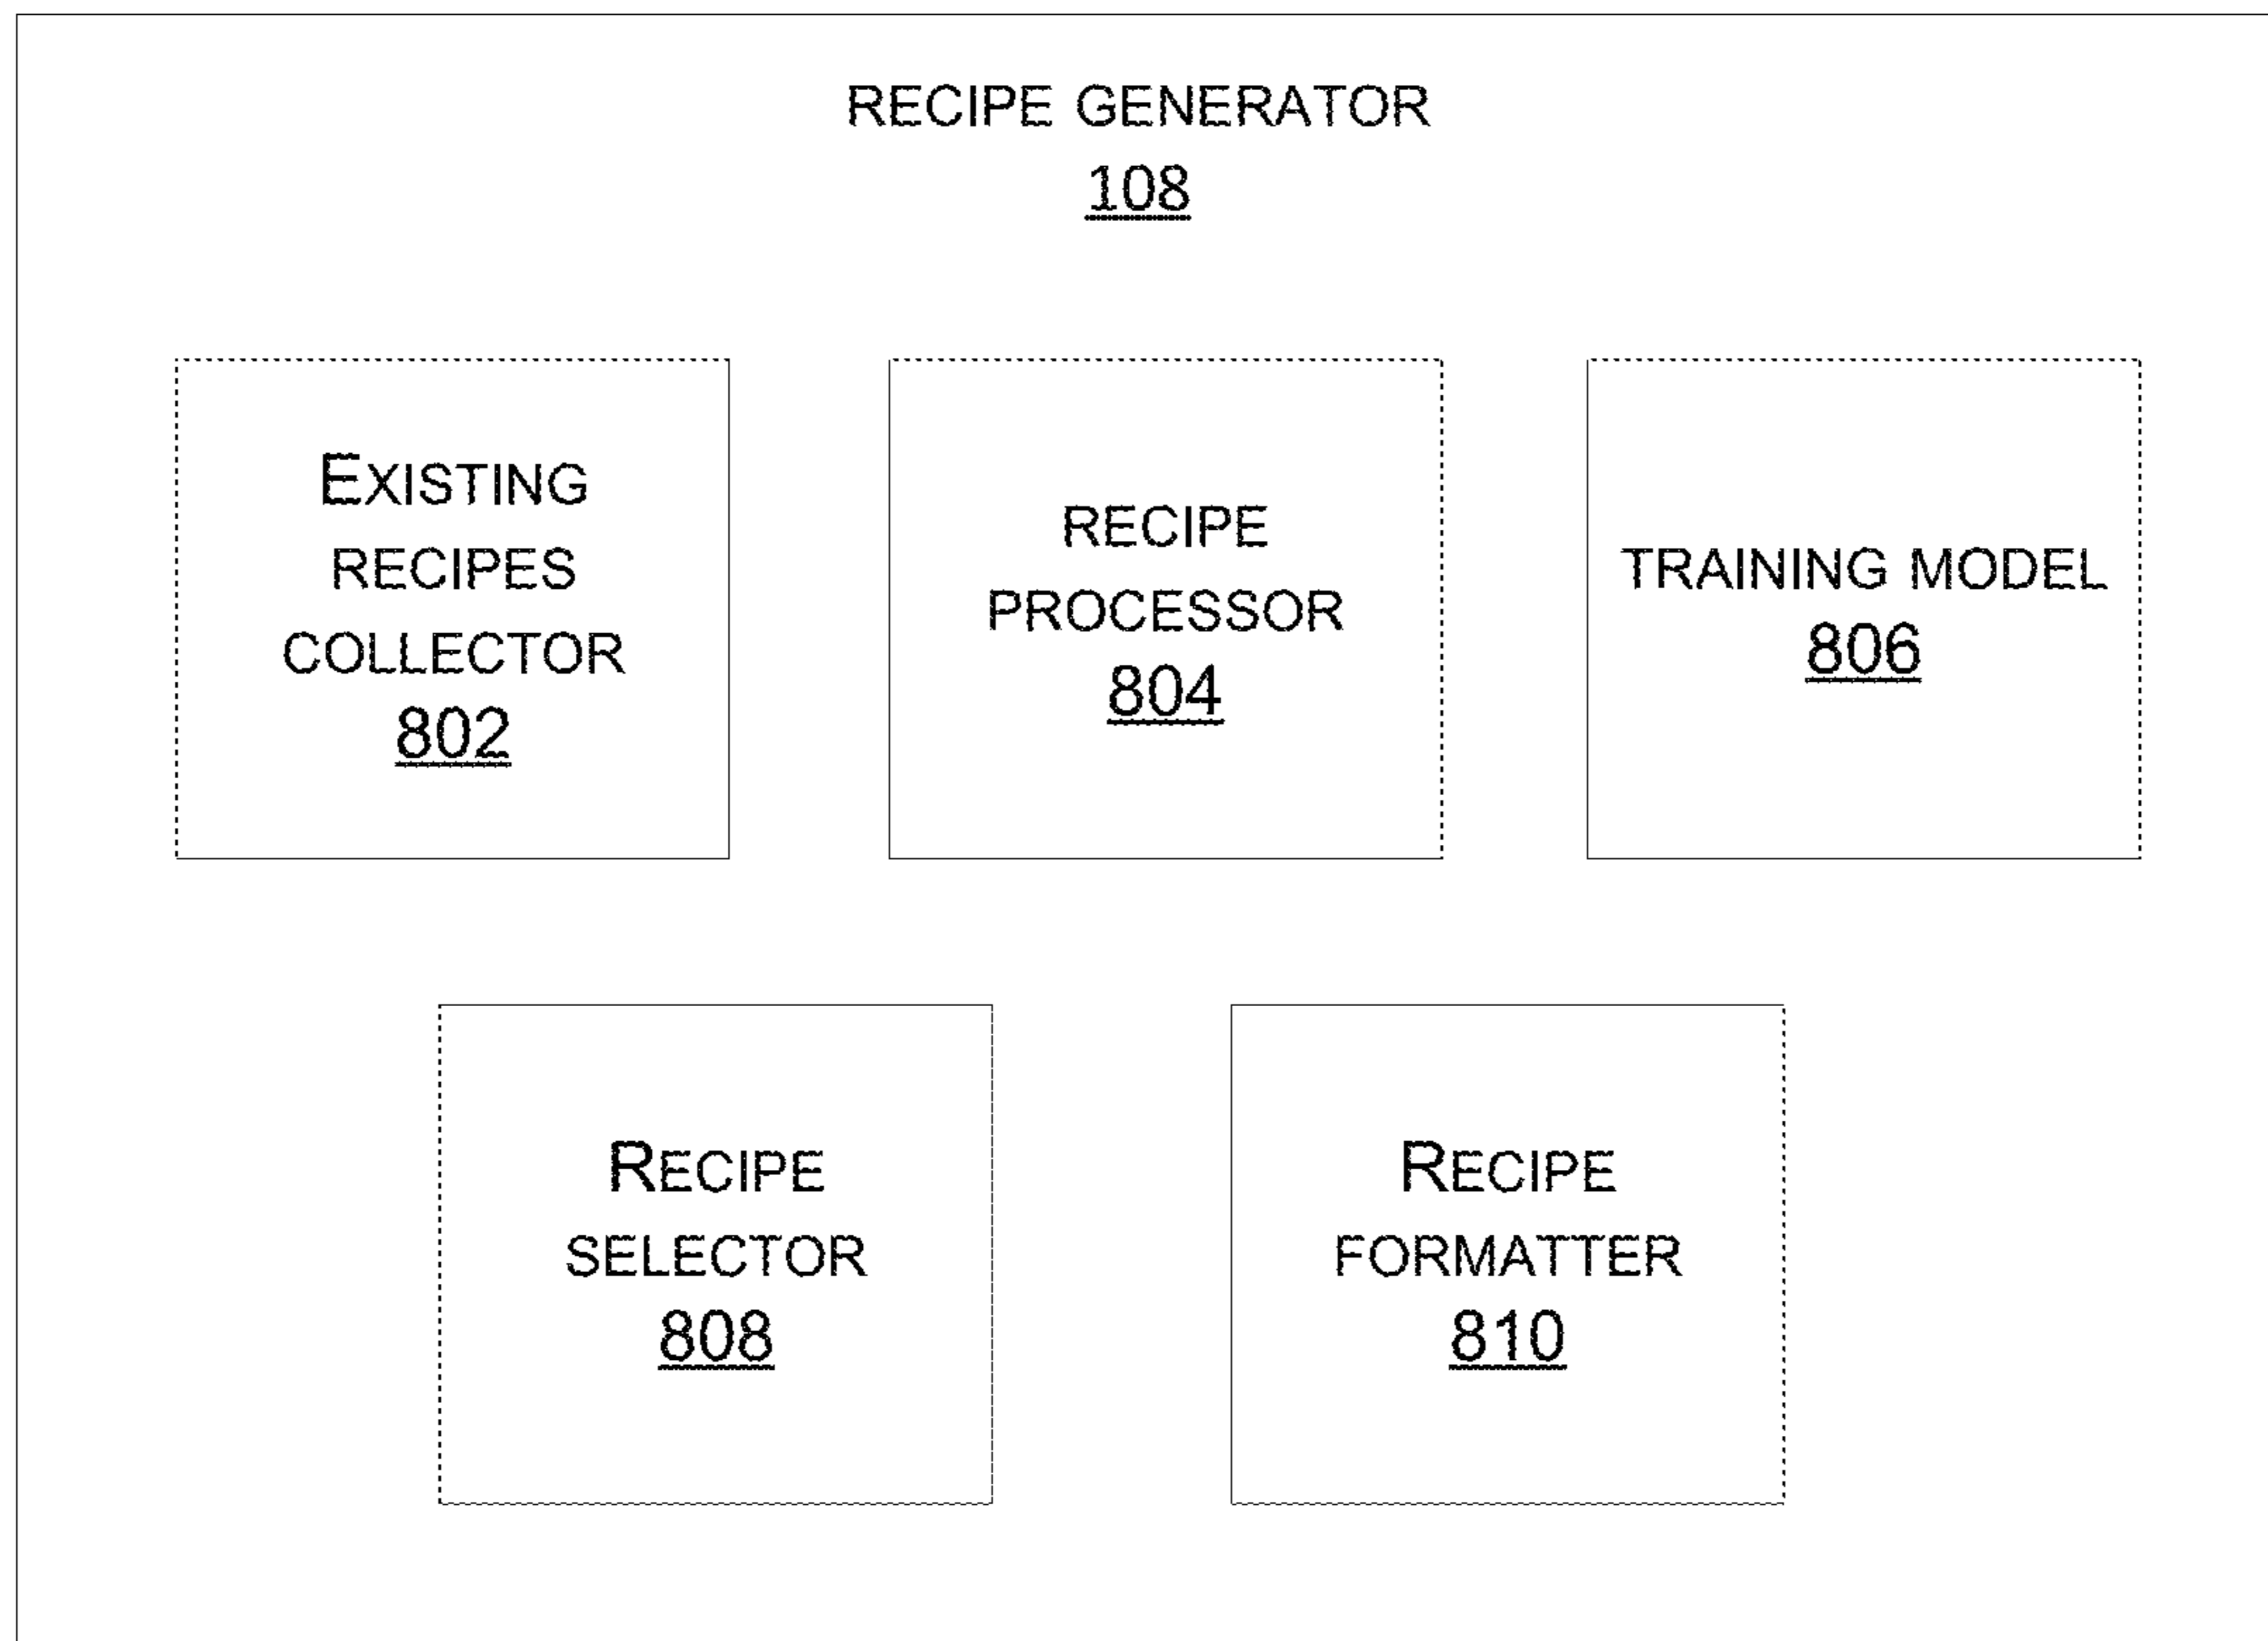 RECIPE GENERATOR
108
EXISTING
RECIPES
COLLECTOR
802
RECIPE
PROCESSOR
804
TRAINING MODEL
806
RECIPE
SELECTOR
808
RECIPE
FORMATTER
810